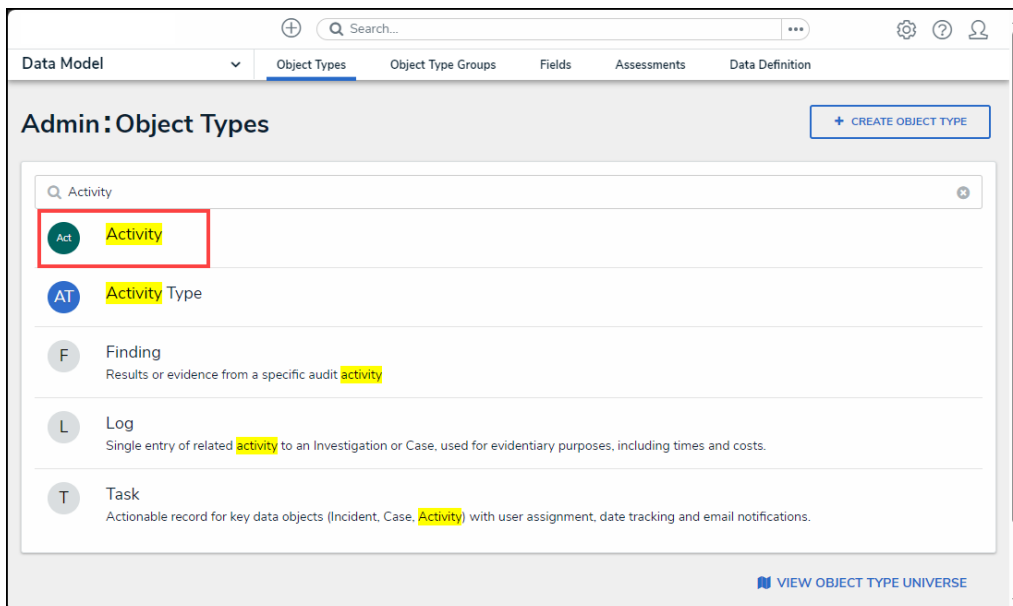 Search...
Data Model
Object Types Object Type Groups Fields Assessments Data Definition
Admin:Object Types
+ CREATE OBJECT TYPE
Activity
Act Activity
AT Activity Type
F Finding
Results or evidence from a specific audit activity
L Log
Single entry of related activity to an Investigation or Case, used for evidentiary purposes, including times and costs.
T Task
Actionable record for key data objects (Incident, Case, Activity) with user assignment, date tracking and email notifications.
VIEW OBJECT TYPE UNIVERSE